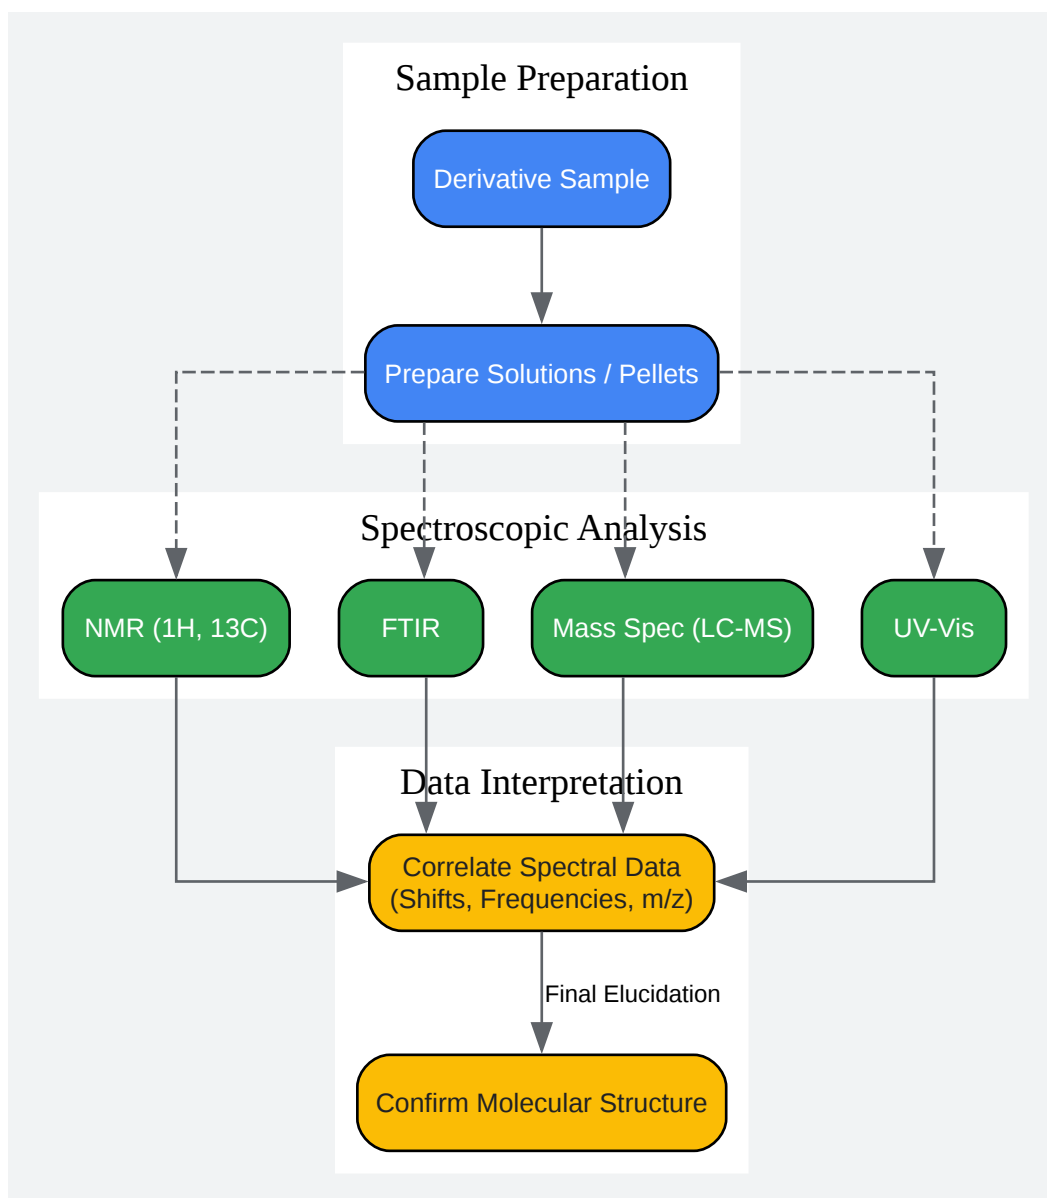 Sample Preparation
Derivative Sample
Prepare Solutions / Pellets
Spectroscopic Analysis
NMR (1H, 13C)
FTIR
Mass Spec (LC-MS)
UV-Vis
Data Interpretation
Correlate Spectral Data
(Shifts, Frequencies, m/z)
Final Elucidation
Confirm Molecular Structure